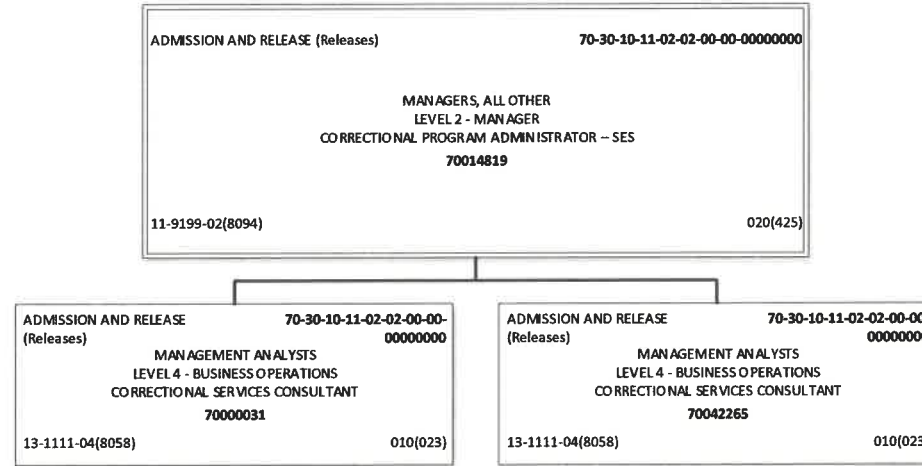 ADMISSION AND RELEASE (Releases) 70-30-10-11-02-02-00-00-00000000
MANAGERS, ALL OTHER
LEVEL 2 - MANAGER
CORRECTIONAL PROGRAM ADMINISTRATOR – SES
70014819
11-9199-02(8094) 020(425)
ADMISSION AND RELEASE 70-30-10-11-02-02-00-00-
(Releases) 00000000
MANAGEMENT ANALYSTS
LEVEL 4 - BUSINESS OPERATIONS
CORRECTIONAL SERVICES CONSULTANT
70000031
13-1111-04(8058) 010(023)
ADMISSION AND RELEASE 70-30-10-11-02-02-00-00
(Releases) 0000000
MANAGEMENT ANALYSTS
LEVEL 4 - BUSINESS OPERATIONS
CORRECTIONAL SERVICES CONSULTANT
70042265
13-1111-04(8058) 010(023